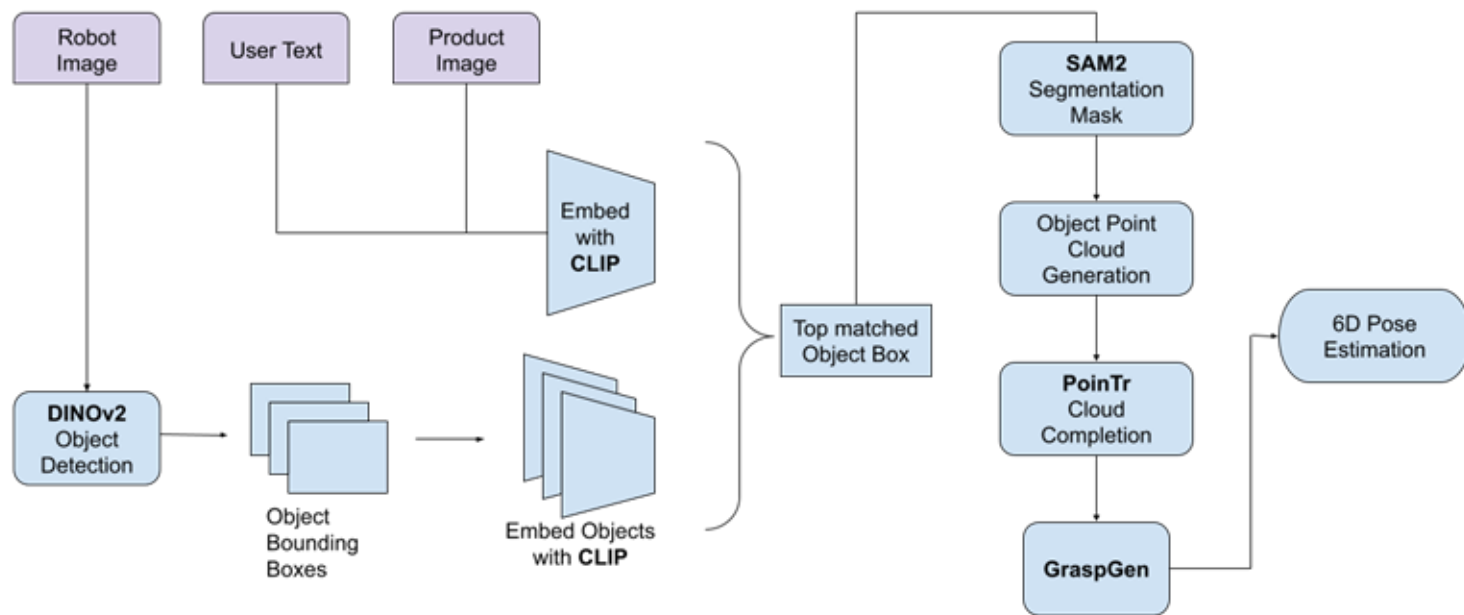 Robot
Image
User Text
Product
Image
SAM2
Segmentation
Mask
Embed
with
CLIP
Object Point
Cloud
Generation
Top matched
Object Box
6D Pose
Estimation
DINOv2
Object
Detection
PoinTr
Cloud
Completion
Object
Bounding
Boxes
Embed Objects
with CLIP
GraspGen